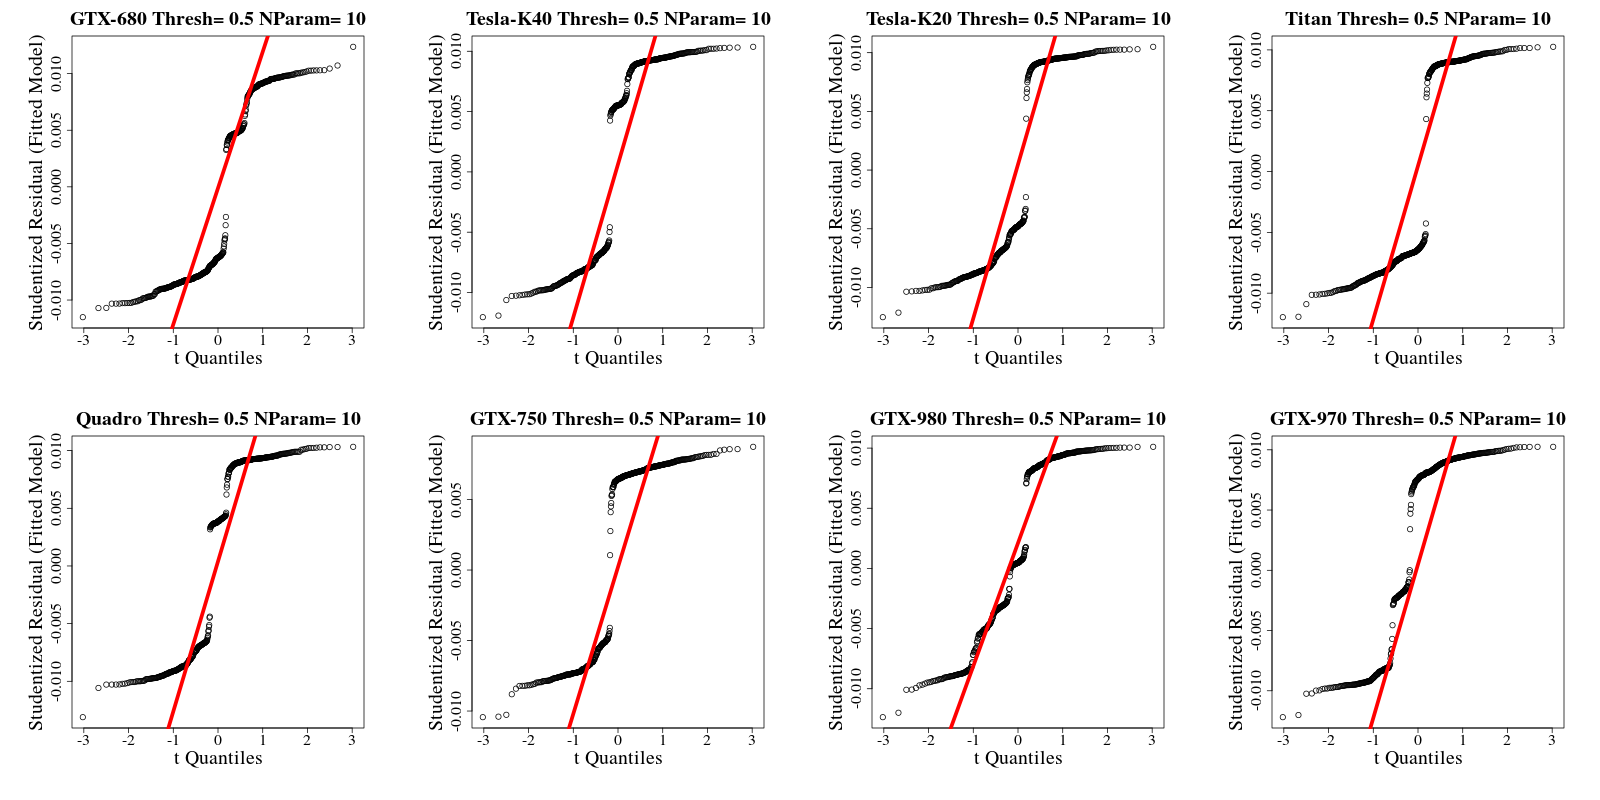 GTX-680 Thresh= 0.5 NParam= 10
Studentized Residual (Fitted Model)
0.010
0.005
0.000
-0.005
-0.010
-3 -2 -1 0 1 2 3
t Quantiles
Tesla-K40 Thresh= 0.5 NParam= 10
Studentized Residual (Fitted Model)
0.010
0.005
0.000
-0.005
-0.010
-3 -2 -1 0 1 2 3
t Quantiles
Tesla-K20 Thresh= 0.5 NParam= 10
Studentized Residual (Fitted Model)
0.010
0.005
0.000
-0.005
-0.010
-3 -2 -1 0 1 2 3
t Quantiles
Titan Thresh= 0.5 NParam= 10
Studentized Residual (Fitted Model)
0.010
0.005
0.000
-0.005
-0.010
-3 -2 -1 0 1 2 3
t Quantiles
Quadro Thresh= 0.5 NParam= 10
Studentized Residual (Fitted Model)
0.010
0.005
0.000
-0.005
-0.010
-3 -2 -1 0 1 2 3
t Quantiles
GTX-750 Thresh= 0.5 NParam= 10
Studentized Residual (Fitted Model)
0.005
0.000
-0.005
-0.010
-3 -2 -1 0 1 2 3
t Quantiles
GTX-980 Thresh= 0.5 NParam= 10
Studentized Residual (Fitted Model)
0.010
0.005
0.000
-0.005
-0.010
-3 -2 -1 0 1 2 3
t Quantiles
GTX-970 Thresh= 0.5 NParam= 10
Studentized Residual (Fitted Model)
0.010
0.005
0.000
-0.005
-0.010
-3 -2 -1 0 1 2 3
t Quantiles